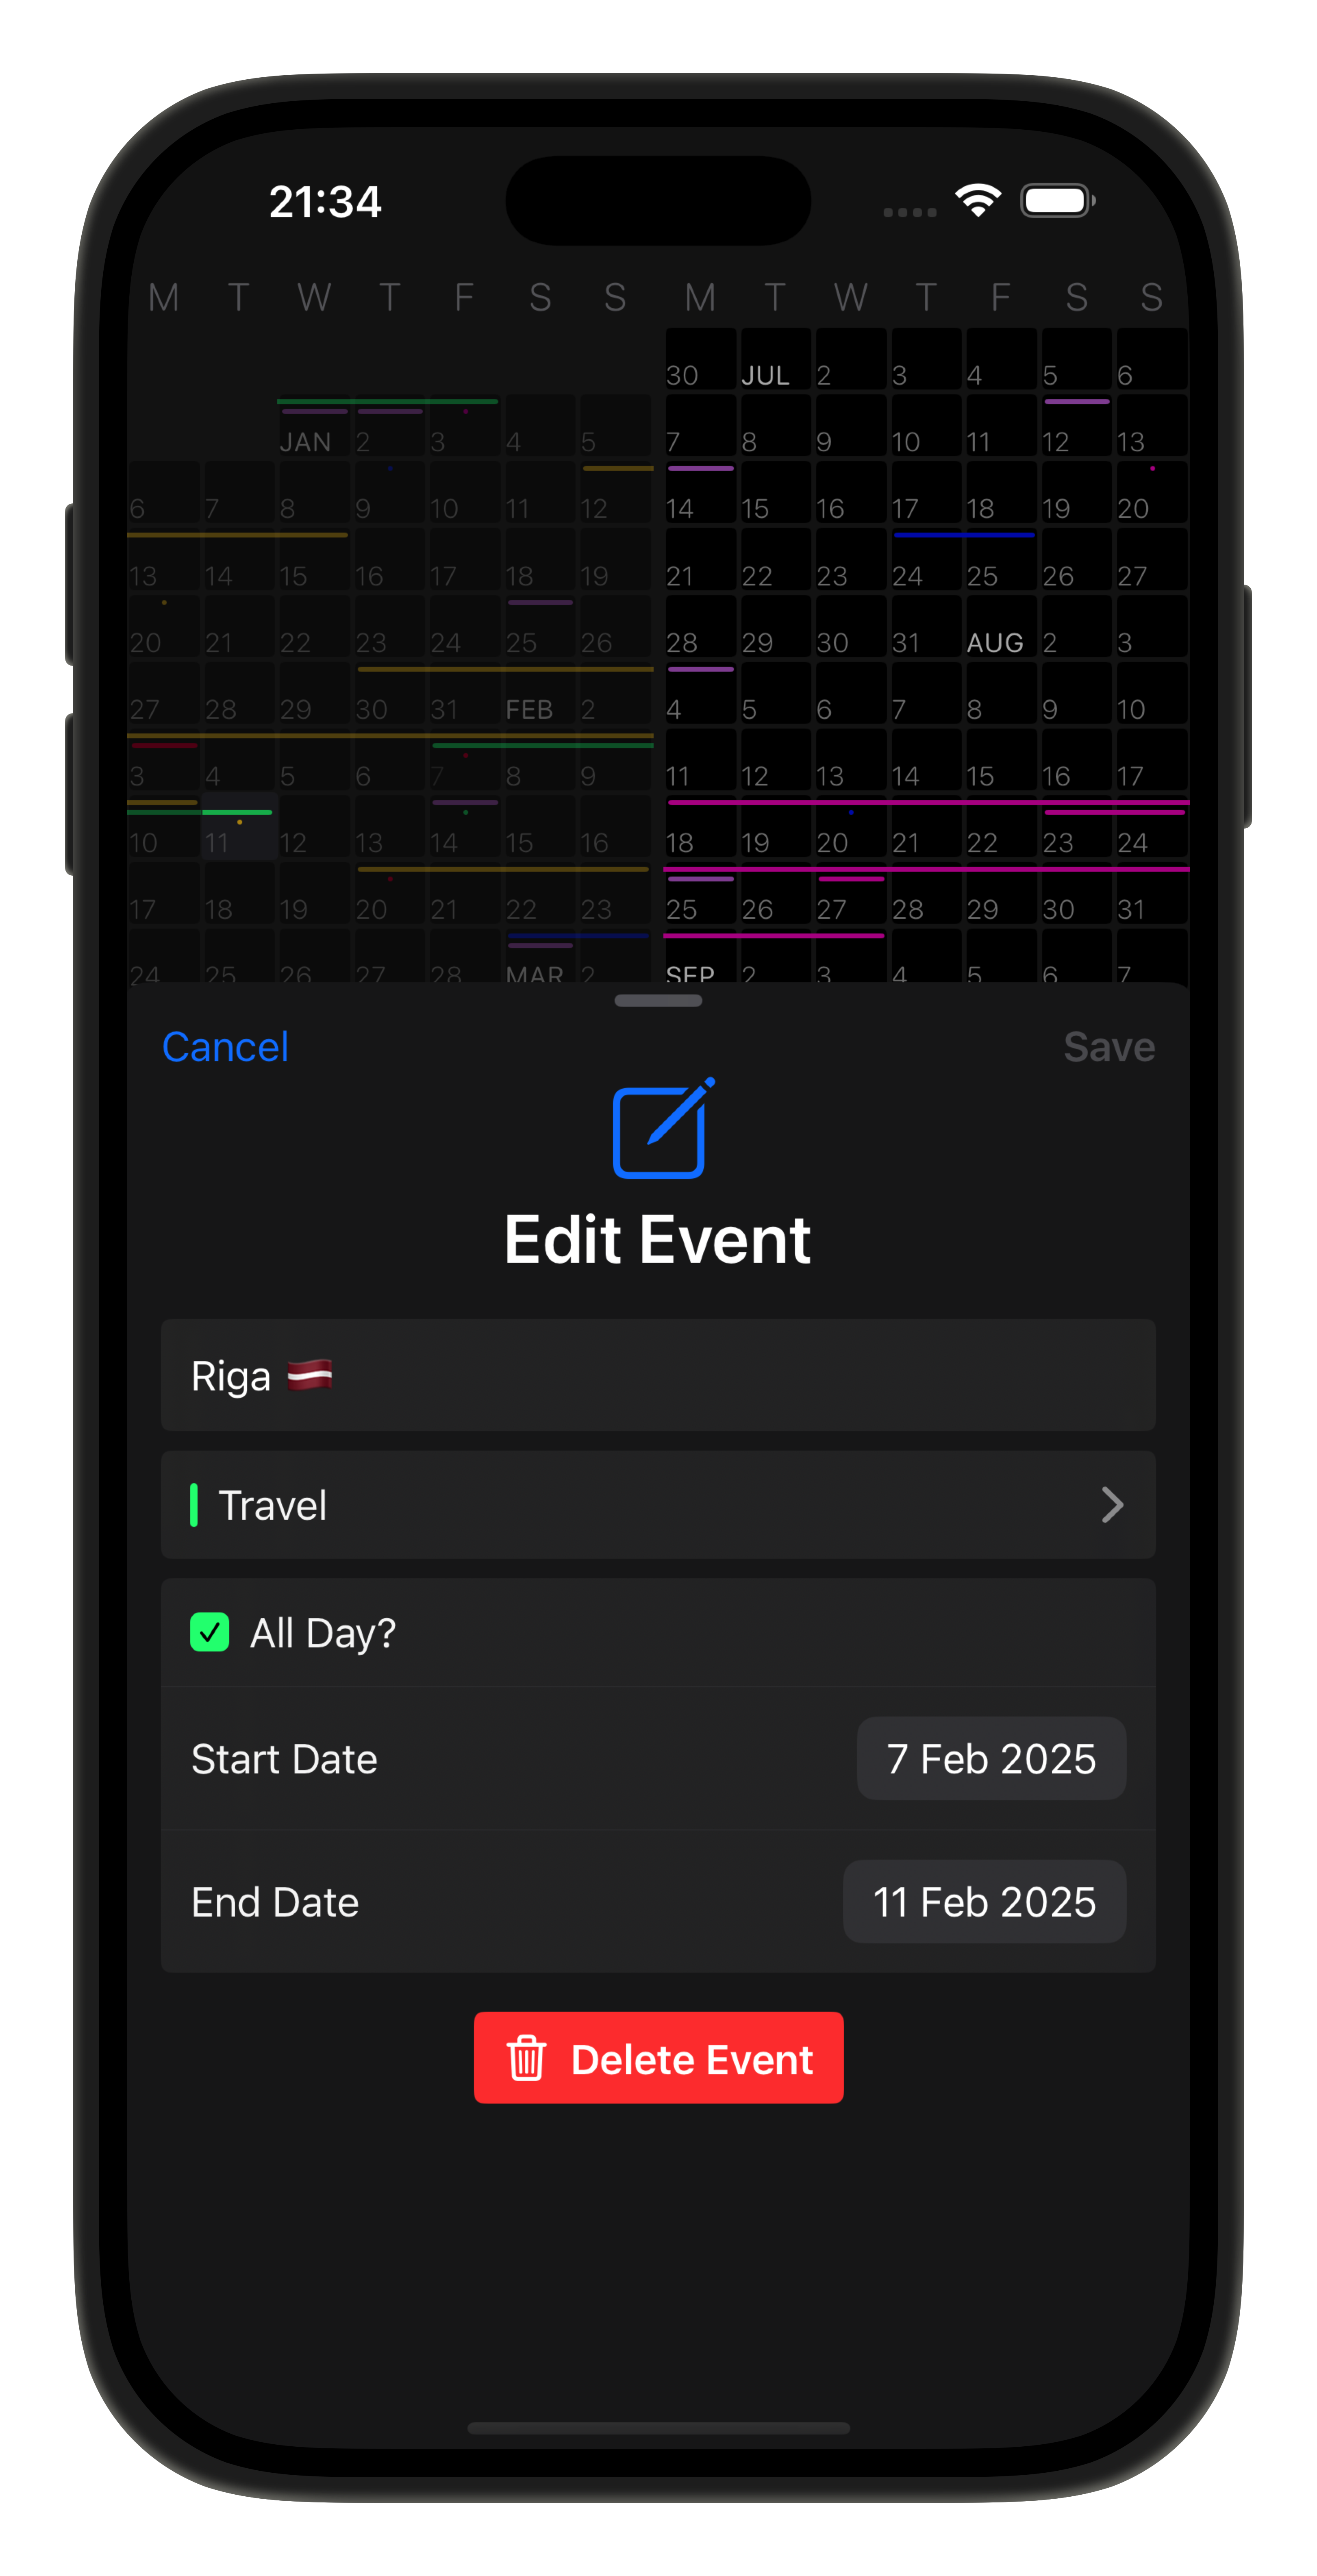 21:34
M T W T F S S M T W T F S S
30 JUL 2 3 4 5 6
JAN 2 3 4 5 7 8 9 10 11 12 13
6 7 8 9 10 11 12 14 15 16 17 18 19 20
13 14 15 16 17 18 19 21 22 23 24 25 26 27
20 21 22 23 24 25 26 28 29 30 31 AUG 2 3
27 28 29 30 31 FEB 2 4 5 6 7 8 9 10
3 4 5 6 7 8 9 11 12 13 14 15 16 17
10 11 12 13 14 15 16 18 19 20 21 22 23 24
17 18 19 20 21 22 23 25 26 27 28 29 30 31
24 25 26 27 28 MAR 2 SEP 2 3 4 5 6 7
Cancel Save
Edit Event
Riga 🇱🇻
Travel
All Day?
Start Date 7 Feb 2025
End Date 11 Feb 2025
Delete Event